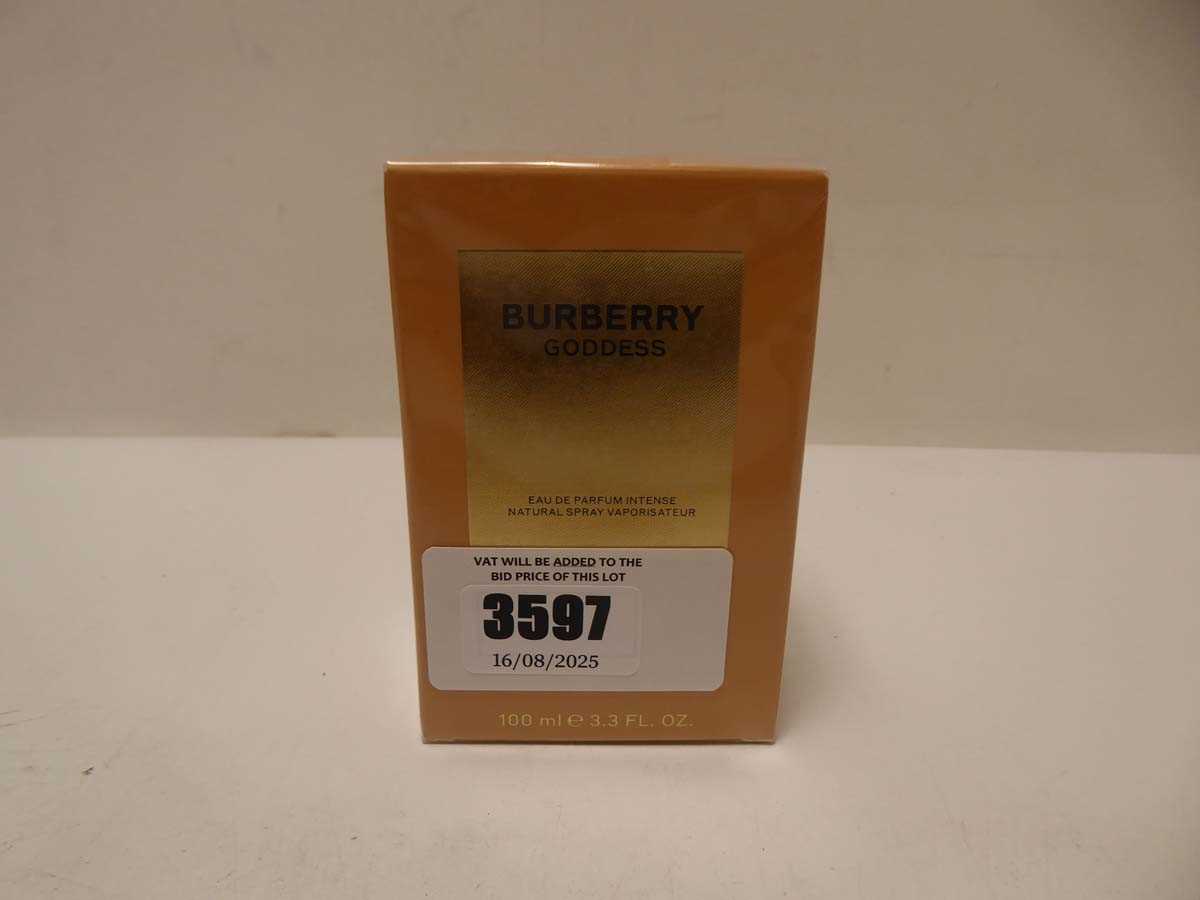 BURBERRY
GODDESS
EAU DE PARFUM INTENSE
NATURAL SPRAY VAPORISATEUR
VAT WILL BE ADDED TO THE
BID PRICE OF THIS LOT
3597
16/08/2025
100 ml ℮ 3.3 FL. OZ.